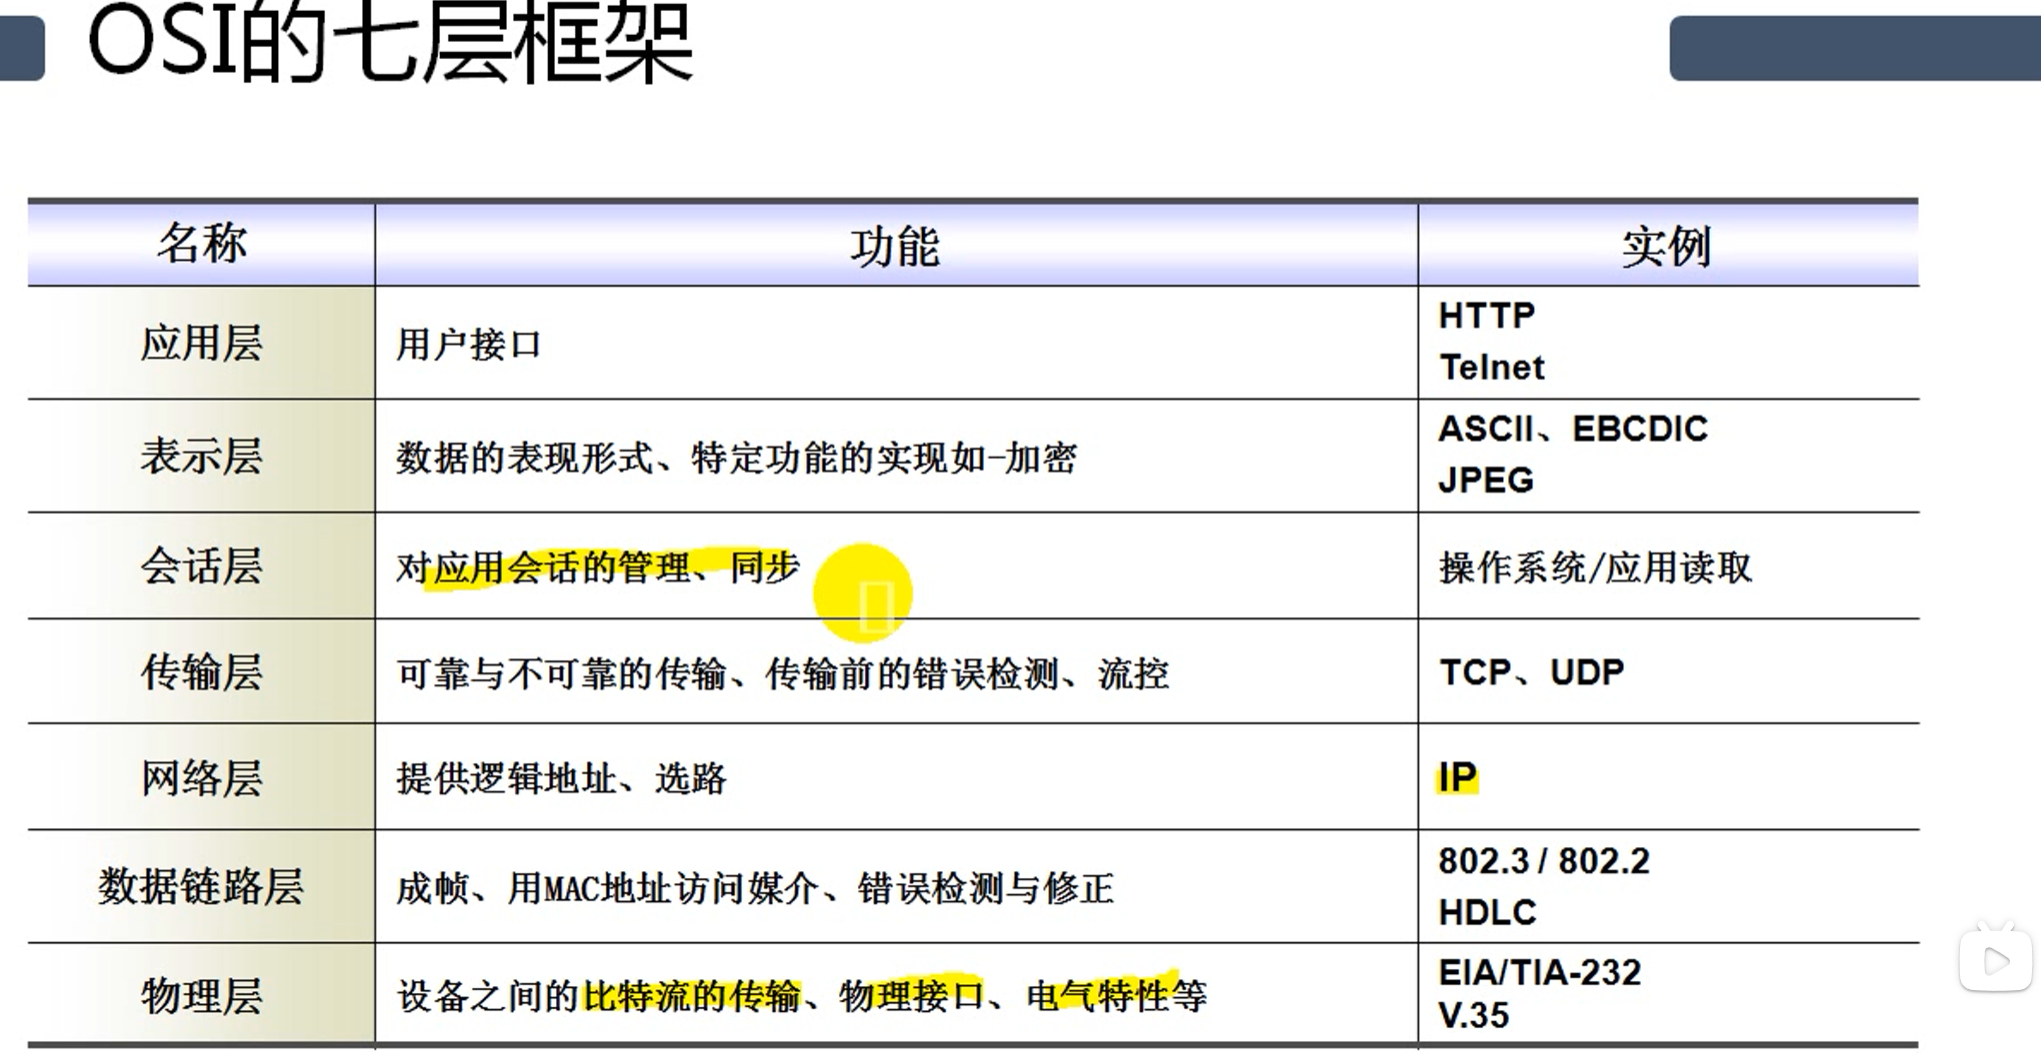 OSI的七层框架
名称 功能 实例
应用层 用户接口 HTTP
Telnet
表示层 数据的表现形式、特定功能的实现如-加密 ASCII、EBCDIC
JPEG
会话层 对应用会话的管理、同步 操作系统/应用读取
传输层 可靠与不可靠的传输、传输前的错误检测、流控 TCP、UDP
网络层 提供逻辑地址、选路 IP
数据链路层 成帧、用MAC地址访问媒介、错误检测与修正 802.3 / 802.2
HDLC
物理层 设备之间的比特流的传输、物理接口、电气特性等 EIA/TIA-232
V.35